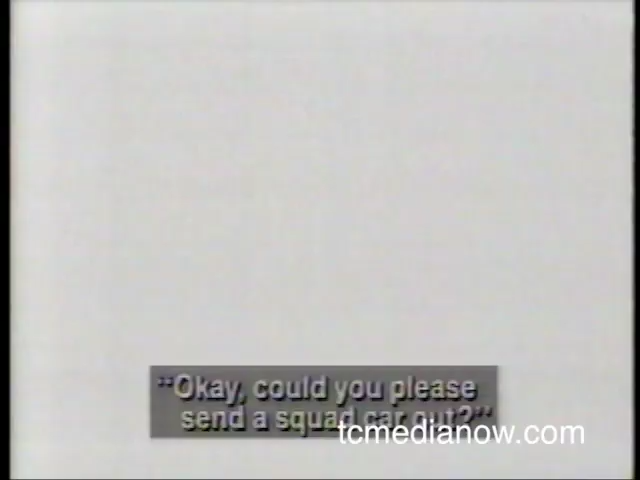 “Okay, could you please
send a squad car out?”
tcmedianow.com